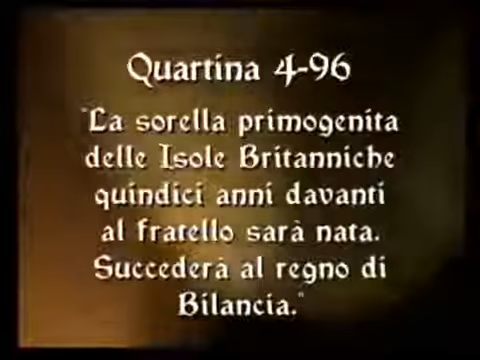 Quartina 4-96
"La sorella primogenita
delle Isole Britanniche
quindici anni davanti
al fratello sarà nata.
Succederà al regno di
Bilancia."